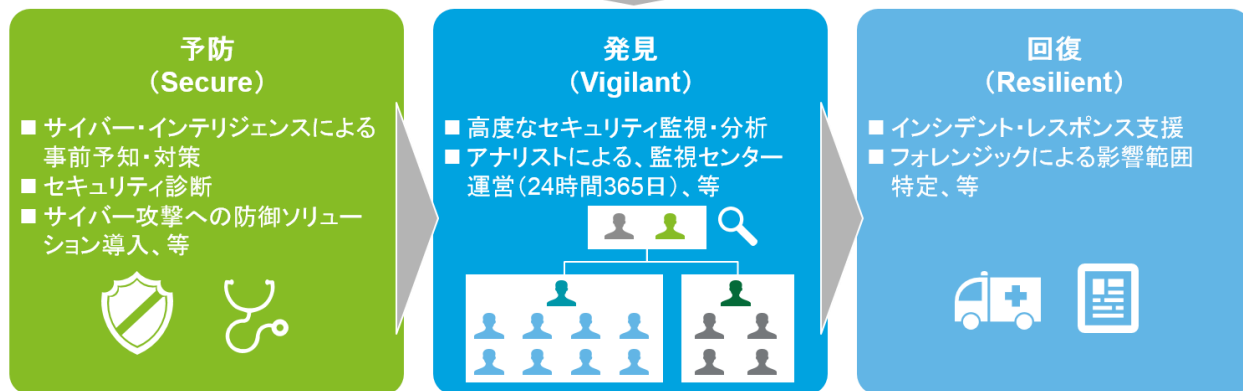 予防
（Secure）
■ サイバー・インテリジェンスによる
事前予知・対策
■ セキュリティ診断
■ サイバー攻撃への防御ソリュー
ション導入、等
発見
（Vigilant）
■ 高度なセキュリティ監視・分析
■ アナリストによる、監視センター
運営（24時間365日）、等
回復
（Resilient）
■ インシデント・レスポンス支援
■ フォレンジックによる影響範囲
特定、等